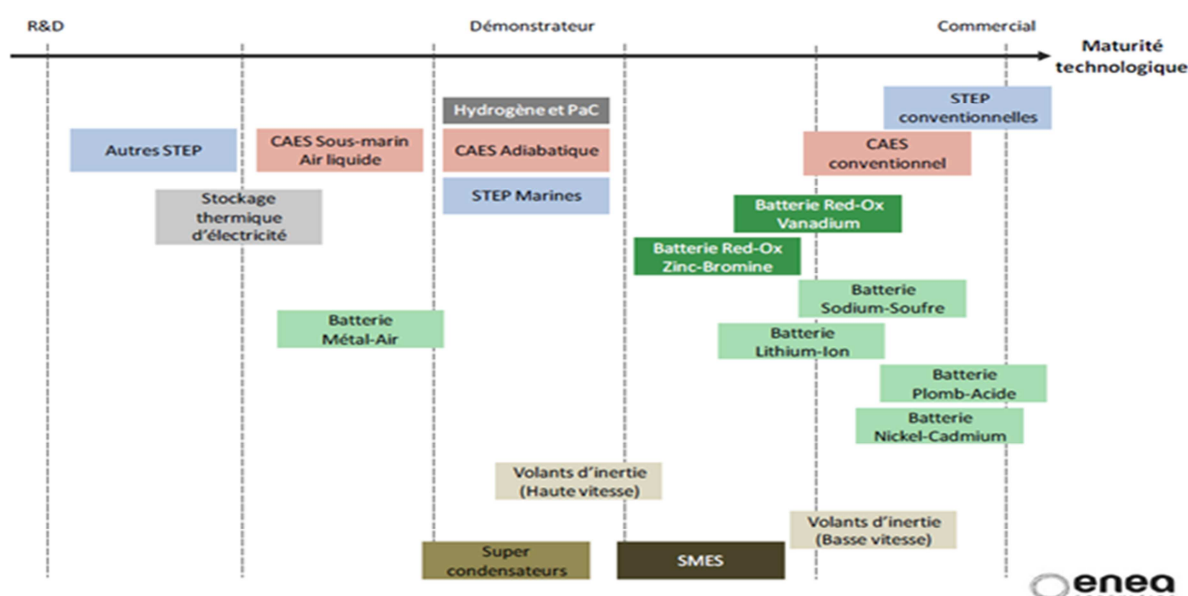 R&D
Démonstrateur
Commercial
Maturité
technologique
STEP
conventionnelles
Hydrogène et PaC
Autres STEP
CAES Sous-marin
Air liquide
CAES Adiabatique
CAES
conventionnel
Stockage
thermique
d'électricité
STEP Marines
Batterie Red-Ox
Vanadium
Batterie Red-Ox
Zinc-Bromine
Batterie
Sodium-Soufre
Batterie
Métal-Air
Batterie
Lithium-Ion
Batterie
Plomb-Acide
Batterie
Nickel-Cadmium
Volants d'inertie
(Haute vitesse)
Volants d'inertie
(Basse vitesse)
Super
condensateurs
SMES
enea